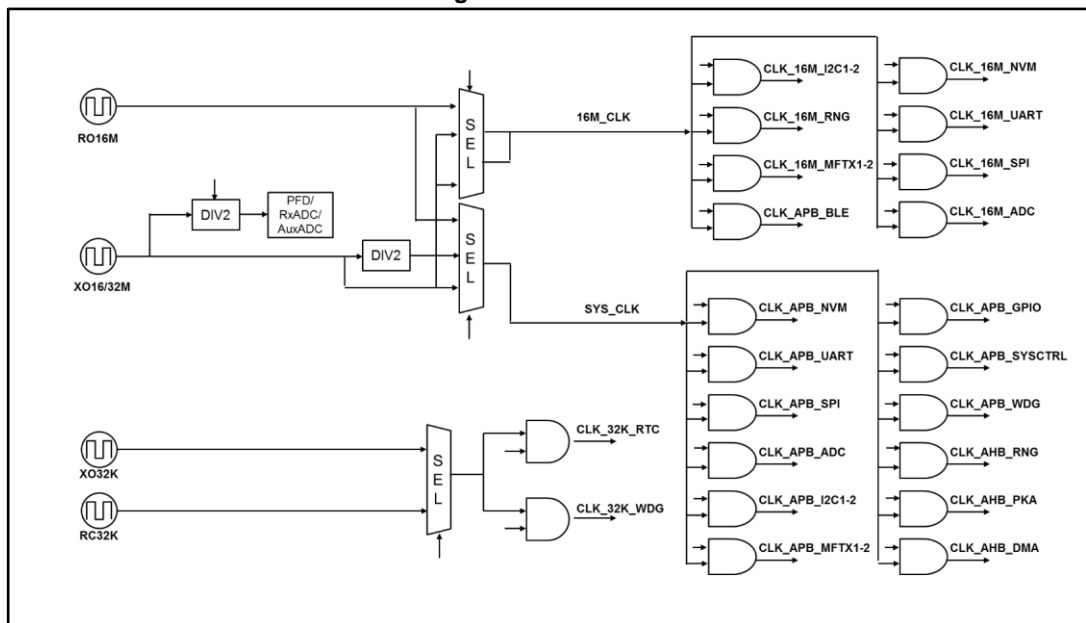 RO16M
SEL
16M_CLK
CLK_16M_I2C1-2
CLK_16M_NVM
CLK_16M_RNG
CLK_16M_UART
CLK_16M_MFTX1-2
CLK_16M_SPI
CLK_APB_BLE
CLK_16M_ADC
DIV2
PFD/
RxADC/
AuxADC
XO16/32M
DIV2
SEL
SYS_CLK
CLK_APB_NVM
CLK_APB_GPIO
CLK_APB_UART
CLK_APB_SYSCTRL
CLK_APB_SPI
CLK_APB_WDG
CLK_APB_ADC
CLK_AHB_RNG
CLK_APB_I2C1-2
CLK_AHB_PKA
CLK_APB_MFTX1-2
CLK_AHB_DMA
XO32K
RC32K
SEL
CLK_32K_RTC
CLK_32K_WDG